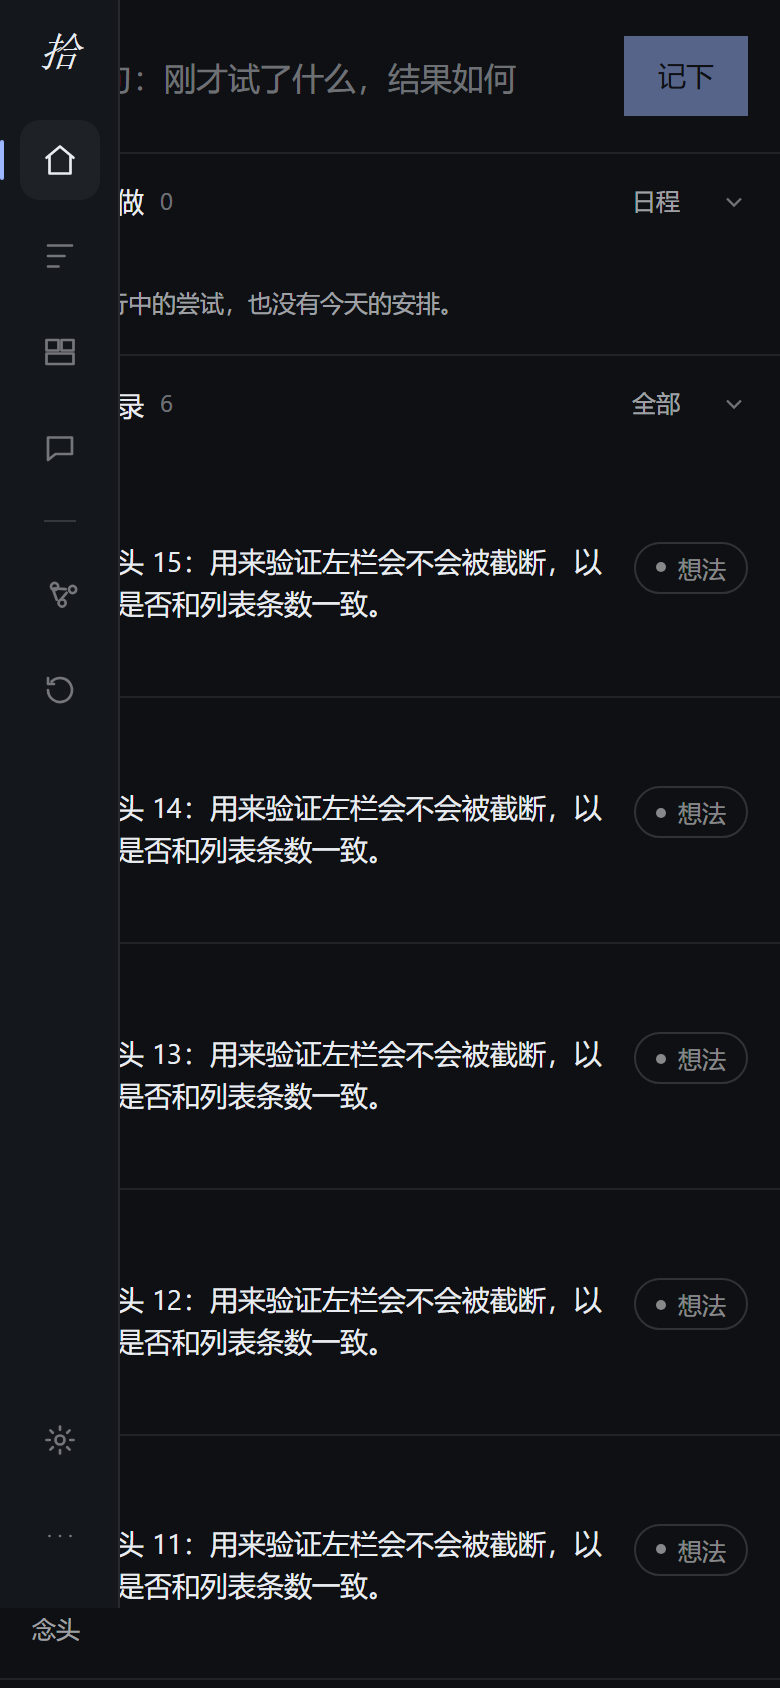 拾
：刚才试了什么，结果如何
记下
做 0
日程
中的尝试，也没有今天的安排。
录 6
全部
头 15：用来验证左栏会不会被截断，以
是否和列表条数一致。
想法
头 14：用来验证左栏会不会被截断，以
是否和列表条数一致。
想法
头 13：用来验证左栏会不会被截断，以
是否和列表条数一致。
想法
头 12：用来验证左栏会不会被截断，以
是否和列表条数一致。
想法
头 11：用来验证左栏会不会被截断，以
是否和列表条数一致。
想法
念头